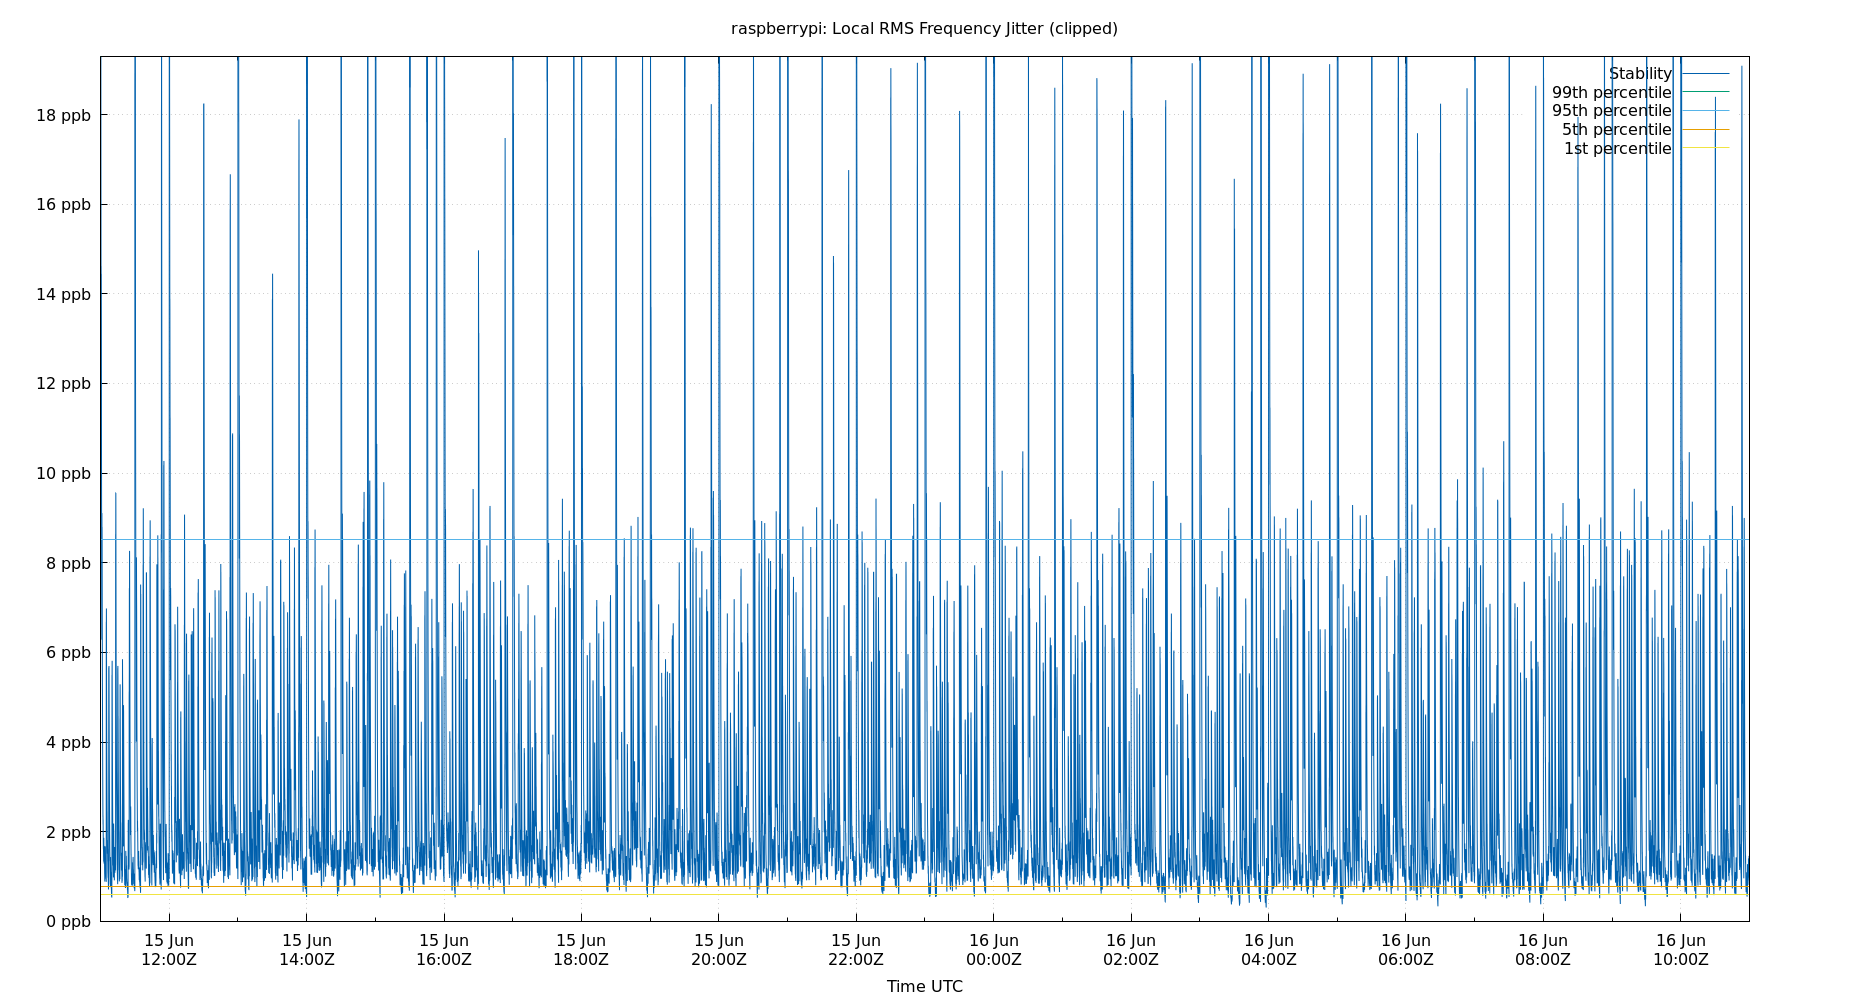 raspberrypi: Local RMS Frequency Jitter (clipped)
Stability
99th percentile
95th percentile
5th percentile
1st percentile
18 ppb
16 ppb
14 ppb
12 ppb
10 ppb
8 ppb
6 ppb
4 ppb
2 ppb
0 ppb
15 Jun 15 Jun 15 Jun 15 Jun 15 Jun 15 Jun 16 Jun 16 Jun 16 Jun 16 Jun 16 Jun 16 Jun
12:00Z 14:00Z 16:00Z 18:00Z 20:00Z 22:00Z 00:00Z 02:00Z 04:00Z 06:00Z 08:00Z 10:00Z
Time UTC